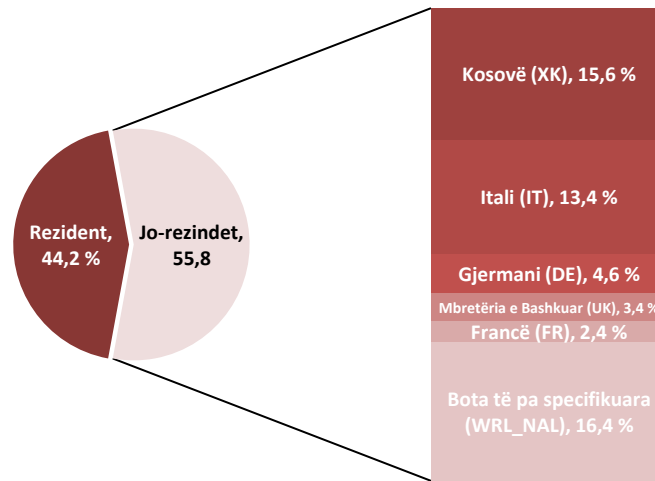 Rezident,
44,2 %
Jo-rezindet,
55,8
Kosovë (XK), 15,6 %
Itali (IT), 13,4 %
Gjermani (DE), 4,6 %
Mbretëria e Bashkuar (UK), 3,4 %
Francë (FR), 2,4 %
Bota të pa specifikuara
(WRL_NAL), 16,4 %